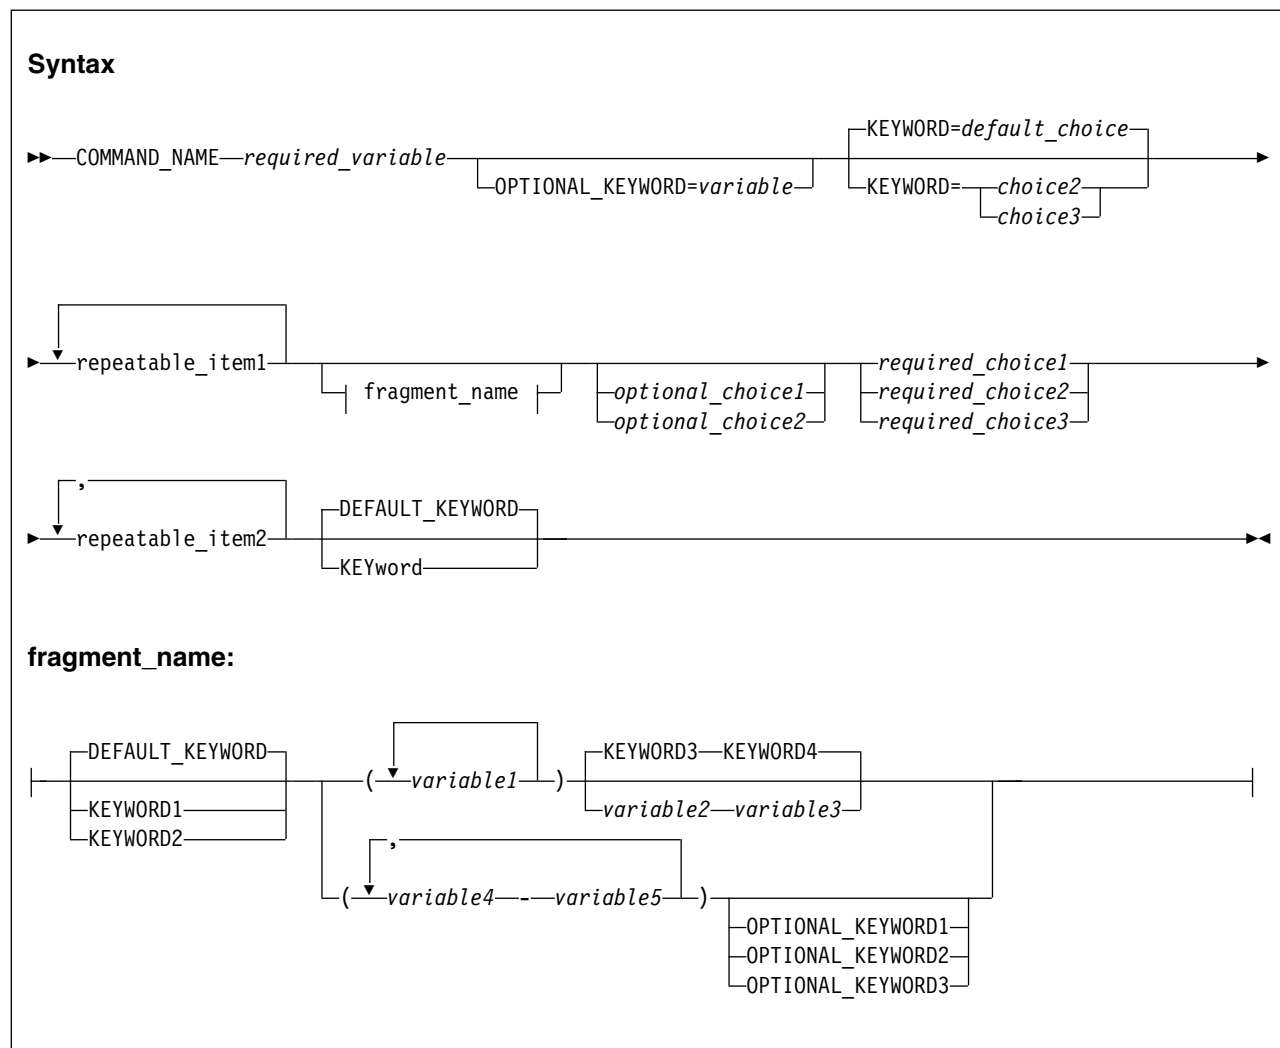 Syntax
KEYWORD=default_choice
COMMAND_NAME required_variable
OPTIONAL_KEYWORD=variable KEYWORD= choice2
choice3
repeatable_item1 required_choice1
fragment_name optional_choice1 required_choice2
optional_choice2 required_choice3
,
DEFAULT_KEYWORD
repeatable_item2
KEYword
fragment_name:
DEFAULT_KEYWORD KEYWORD3 KEYWORD4
( variable1 )
KEYWORD1 variable2 variable3
KEYWORD2
,
( variable4 - variable5 )
OPTIONAL_KEYWORD1
OPTIONAL_KEYWORD2
OPTIONAL_KEYWORD3